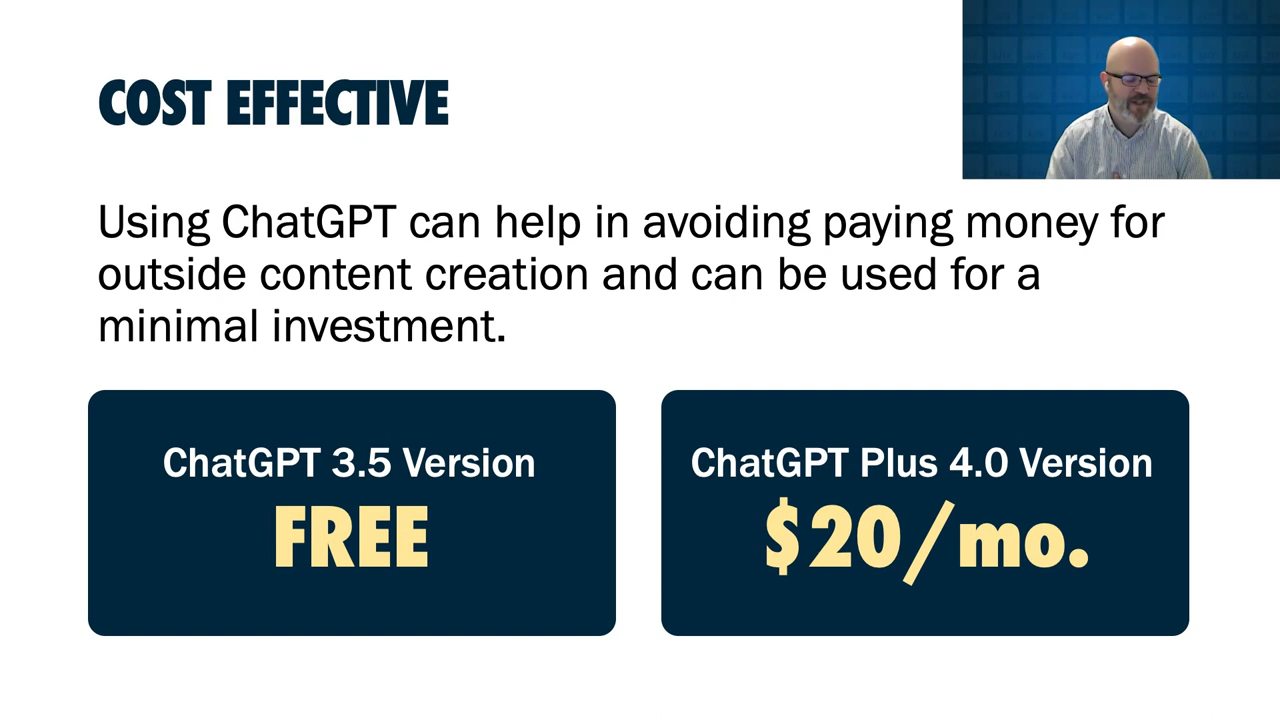 COST EFFECTIVE
Using ChatGPT can help in avoiding paying money for
outside content creation and can be used for a
minimal investment.
ChatGPT 3.5 Version
FREE
ChatGPT Plus 4.0 Version
$20/mo.